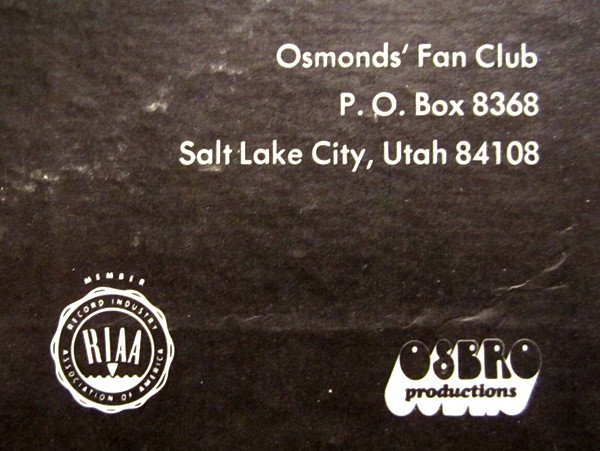 Osmonds' Fan Club
P. O. Box 8368
Salt Lake City, Utah 84108
MEMBER
RECORD INDUSTRY
RIAA
ASSOCIATION OF AMERICA
OSBRO
productions